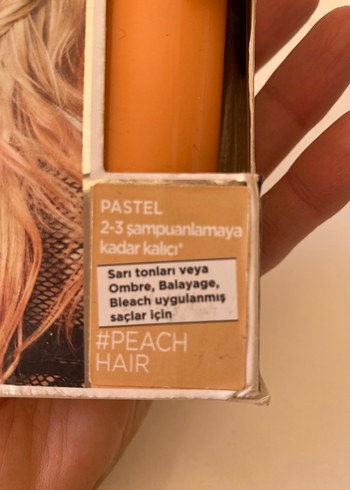 PASTEL
2-3 şampuanlamaya
kadar kalıcı*
Sarı tonları veya
Ombre, Balayage,
Bleach uygulanmış
saçlar için
#PEACH
HAIR